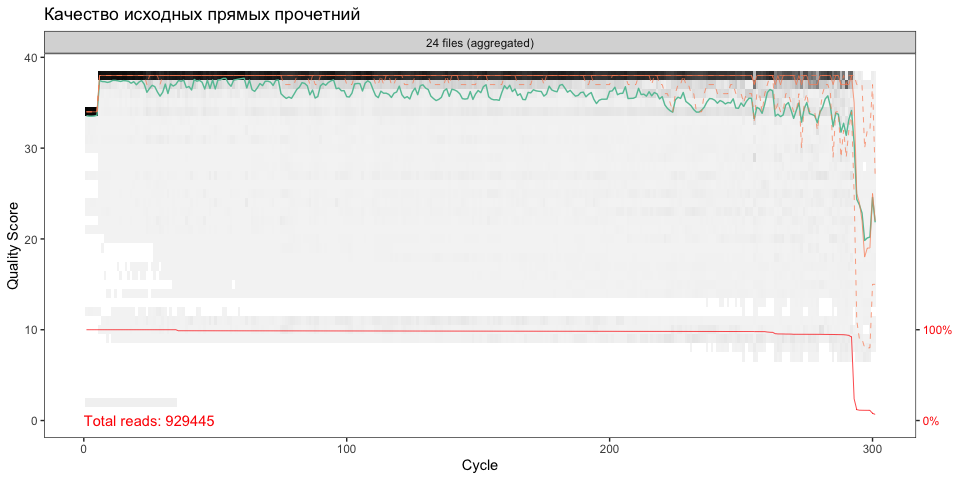 Качество исходных прямых прочетний
24 files (aggregated)
40
30
20
10
0
Quality Score
100%
0%
Total reads: 929445
0
100
200
300
Cycle